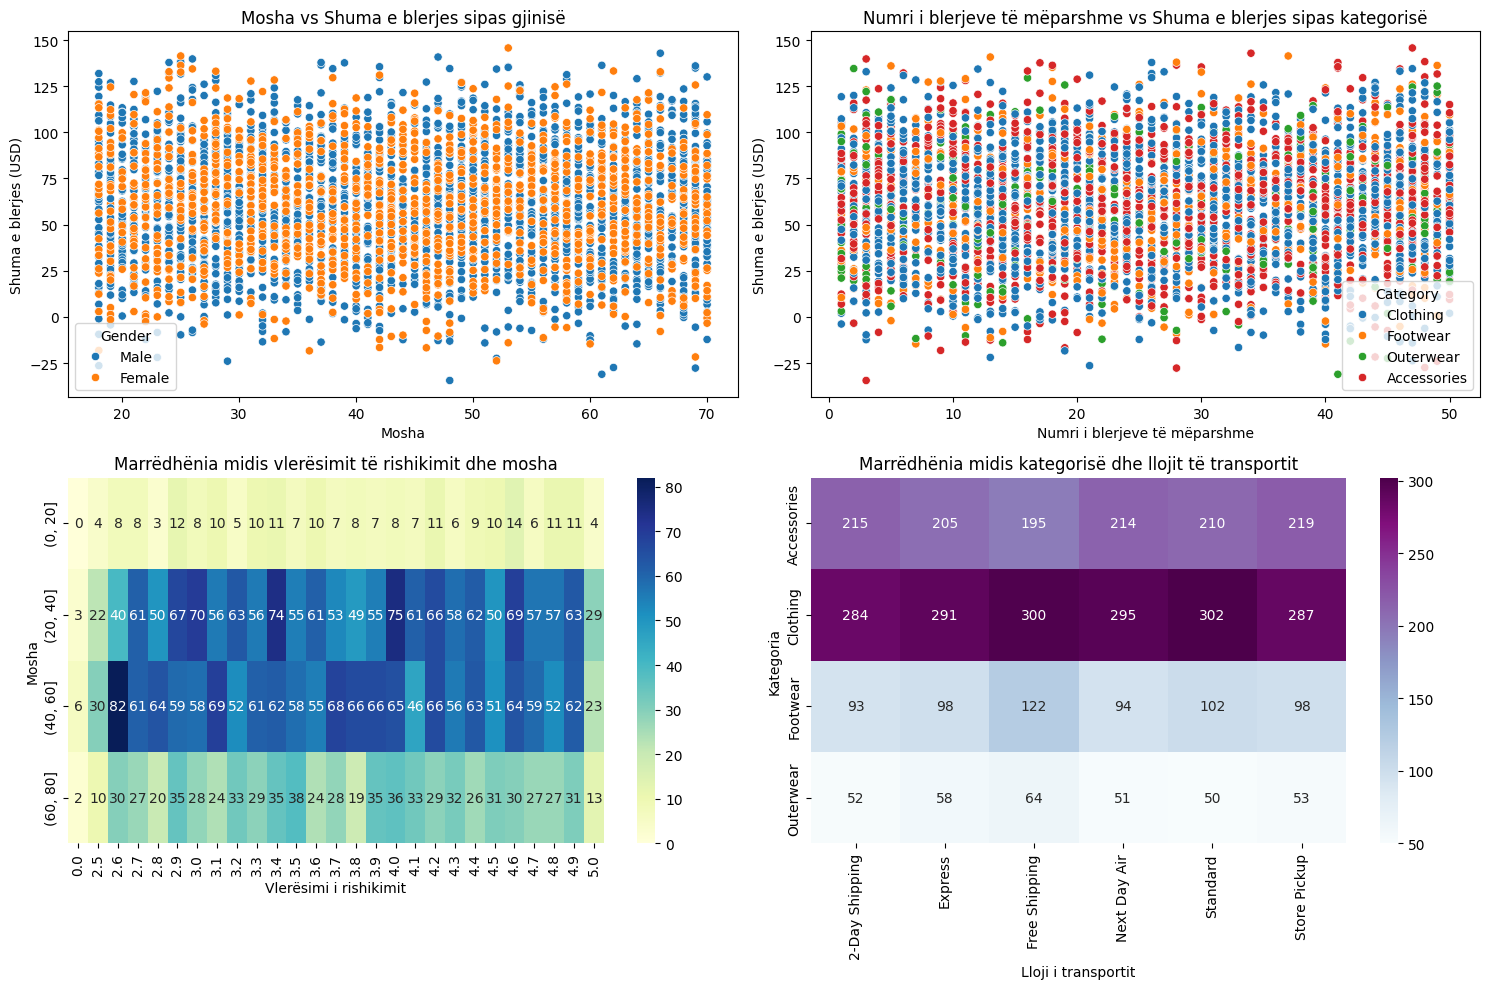 Mosha vs Shuma e blerjes sipas gjinisë
Shuma e blerjes (USD)
150
125
100
75
50
25
0
−25
Gender
Male
Female
20 30 40 50 60 70
Mosha
Numri i blerjeve të mëparshme vs Shuma e blerjes sipas kategorisë
Shuma e blerjes (USD)
150
125
100
75
50
25
0
−25
Category
Clothing
Footwear
Outerwear
Accessories
0 10 20 30 40 50
Numri i blerjeve të mëparshme
Marrëdhënia midis vlerësimit të rishikimit dhe mosha
Mosha
(0, 20] 0 4 8 8 3 12 8 10 5 10 11 7 10 7 8 7 8 7 11 6 9 10 14 6 11 11 4
(20, 40] 3 22 40 61 50 67 70 56 63 56 74 55 61 53 49 55 75 61 66 58 62 50 69 57 57 63 29
(40, 60] 6 30 82 61 64 59 58 69 52 61 62 58 55 68 66 66 65 46 66 56 63 51 64 59 52 62 23
(60, 80] 2 10 30 27 20 35 28 24 33 29 35 38 24 28 19 35 36 33 29 32 26 31 30 27 27 31 13
0.0 2.5 2.6 2.7 2.8 2.9 3.0 3.1 3.2 3.3 3.4 3.5 3.6 3.7 3.8 3.9 4.0 4.1 4.2 4.3 4.4 4.5 4.6 4.7 4.8 4.9 5.0
Vlerësimi i rishikimit
80
70
60
50
40
30
20
10
0
Marrëdhënia midis kategorisë dhe llojit të transportit
Kategoria
Accessories 215 205 195 214 210 219
Clothing 284 291 300 295 302 287
Footwear 93 98 122 94 102 98
Outerwear 52 58 64 51 50 53
2-Day Shipping Express Free Shipping Next Day Air Standard Store Pickup
Lloji i transportit
300
250
200
150
100
50